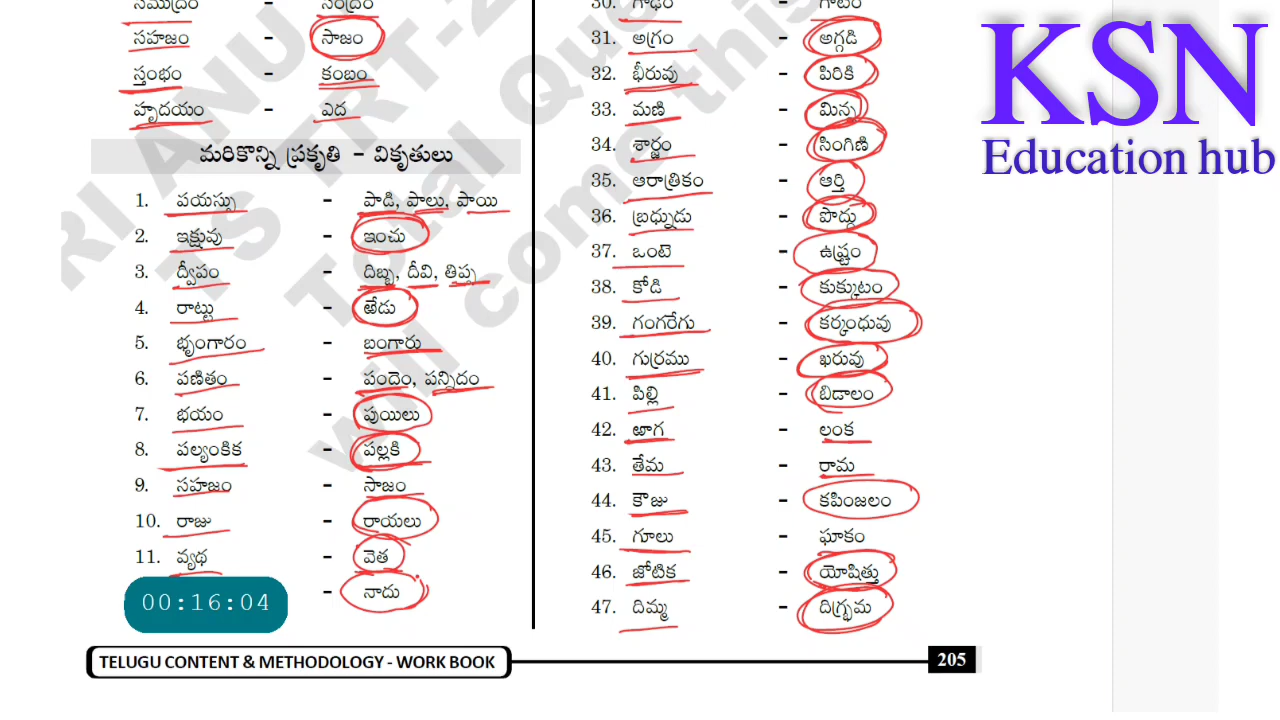 సముద్రం - సంద్రం
సహజం - సాజం
స్తంభం - కంబం
హృదయం - ఎద
మరికొన్ని ప్రకృతి - వికృతులు
1. పయస్సు - పాడి, పాలు, పాయి
2. ఇక్షువు - ఇంచు
3. ద్వీపం - దిబ్బ, దీవి, తిప్ప
4. రాట్టు - ఱేడు
5. భృంగారం - బంగారు
6. పణితం - పందెం, పన్నిదం
7. భయం - పుయిలు
8. పల్యంకిక - పల్లకి
9. సహజం - సాజం
10. రాజు - రాయలు
11. వ్యథ - వెత
- నాదు
00:16:04
30. గాఢం - గాటం
31. అగ్రం - అగ్గడి
32. భీరువు - పిరికి
33. మణి - మిన్న
34. శార్ఙం - సింగిణి
35. ఆరాత్రికం - ఆర్తి
36. బ్రధ్నుడు - పొద్దు
37. ఒంటె - ఉష్ట్రం
38. కోడి - కుక్కుటం
39. గంగరేగు - కర్కంధువు
40. గుర్రము - ఖరువు
41. పిల్లి - బిడాలం
42. ఱాగ - లంక
43. తేమ - రామ
44. కౌజు - కపింజలం
45. గూలు - ఘాకం
46. జోటిక - యోషిత్తు
47. దిమ్మ - దిగ్భ్రమ
KSN
Education hub
TELUGU CONTENT & METHODOLOGY - WORK BOOK
205